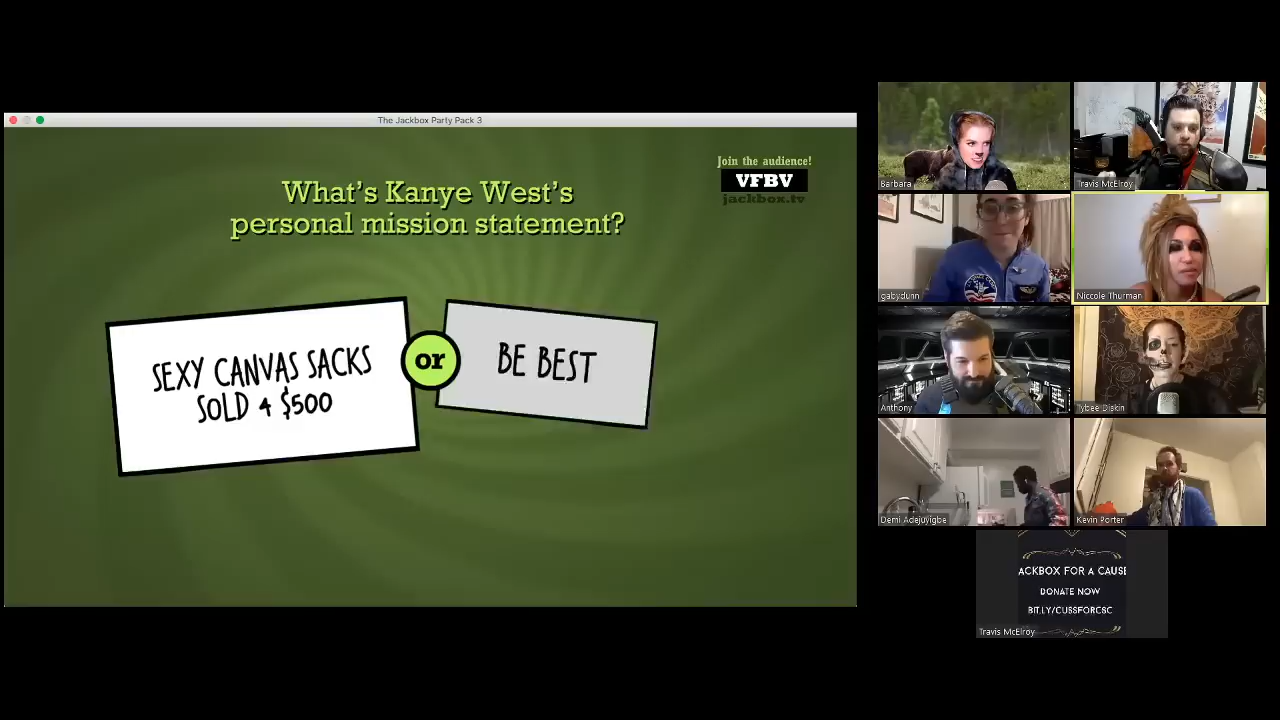 The Jackbox Party Pack 3
Join the audience!
VFBV
jackbox.tv
What's Kanye West's
personal mission statement?
SEXY CANVAS SACKS
SOLD 4 $500
or
BE BEST
Barbara
Travis McElroy
gabydunn
Niccole Thurman
Anthony
Tybee Diskin
Demi Adejuyigbe
Kevin Porter
ACKBOX FOR A CAUSE
DONATE NOW
BIT.LY/CUSSFORCSC
Travis McElroy